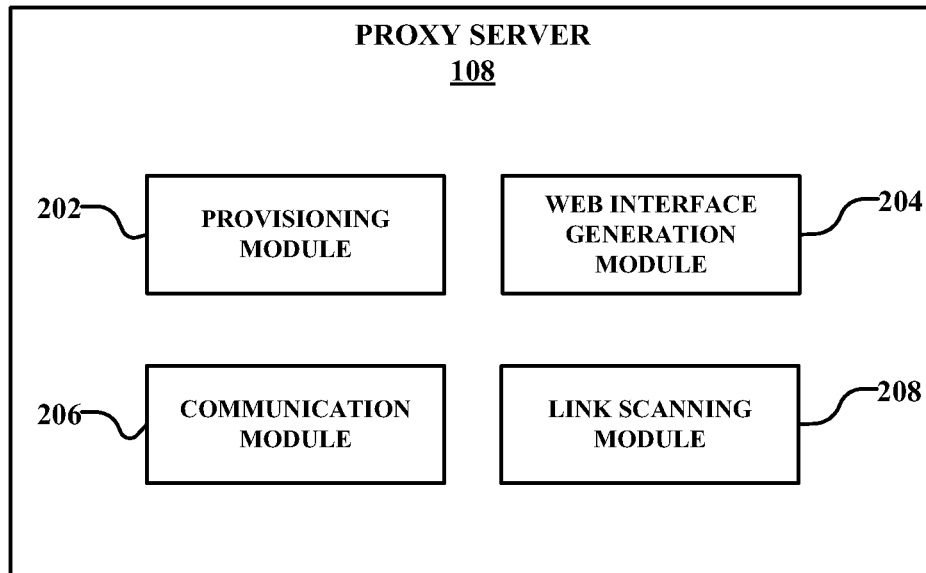 PROXY SERVER
108
202
PROVISIONING
MODULE
WEB INTERFACE
GENERATION
MODULE
204
206
COMMUNICATION
MODULE
LINK SCANNING
MODULE
208